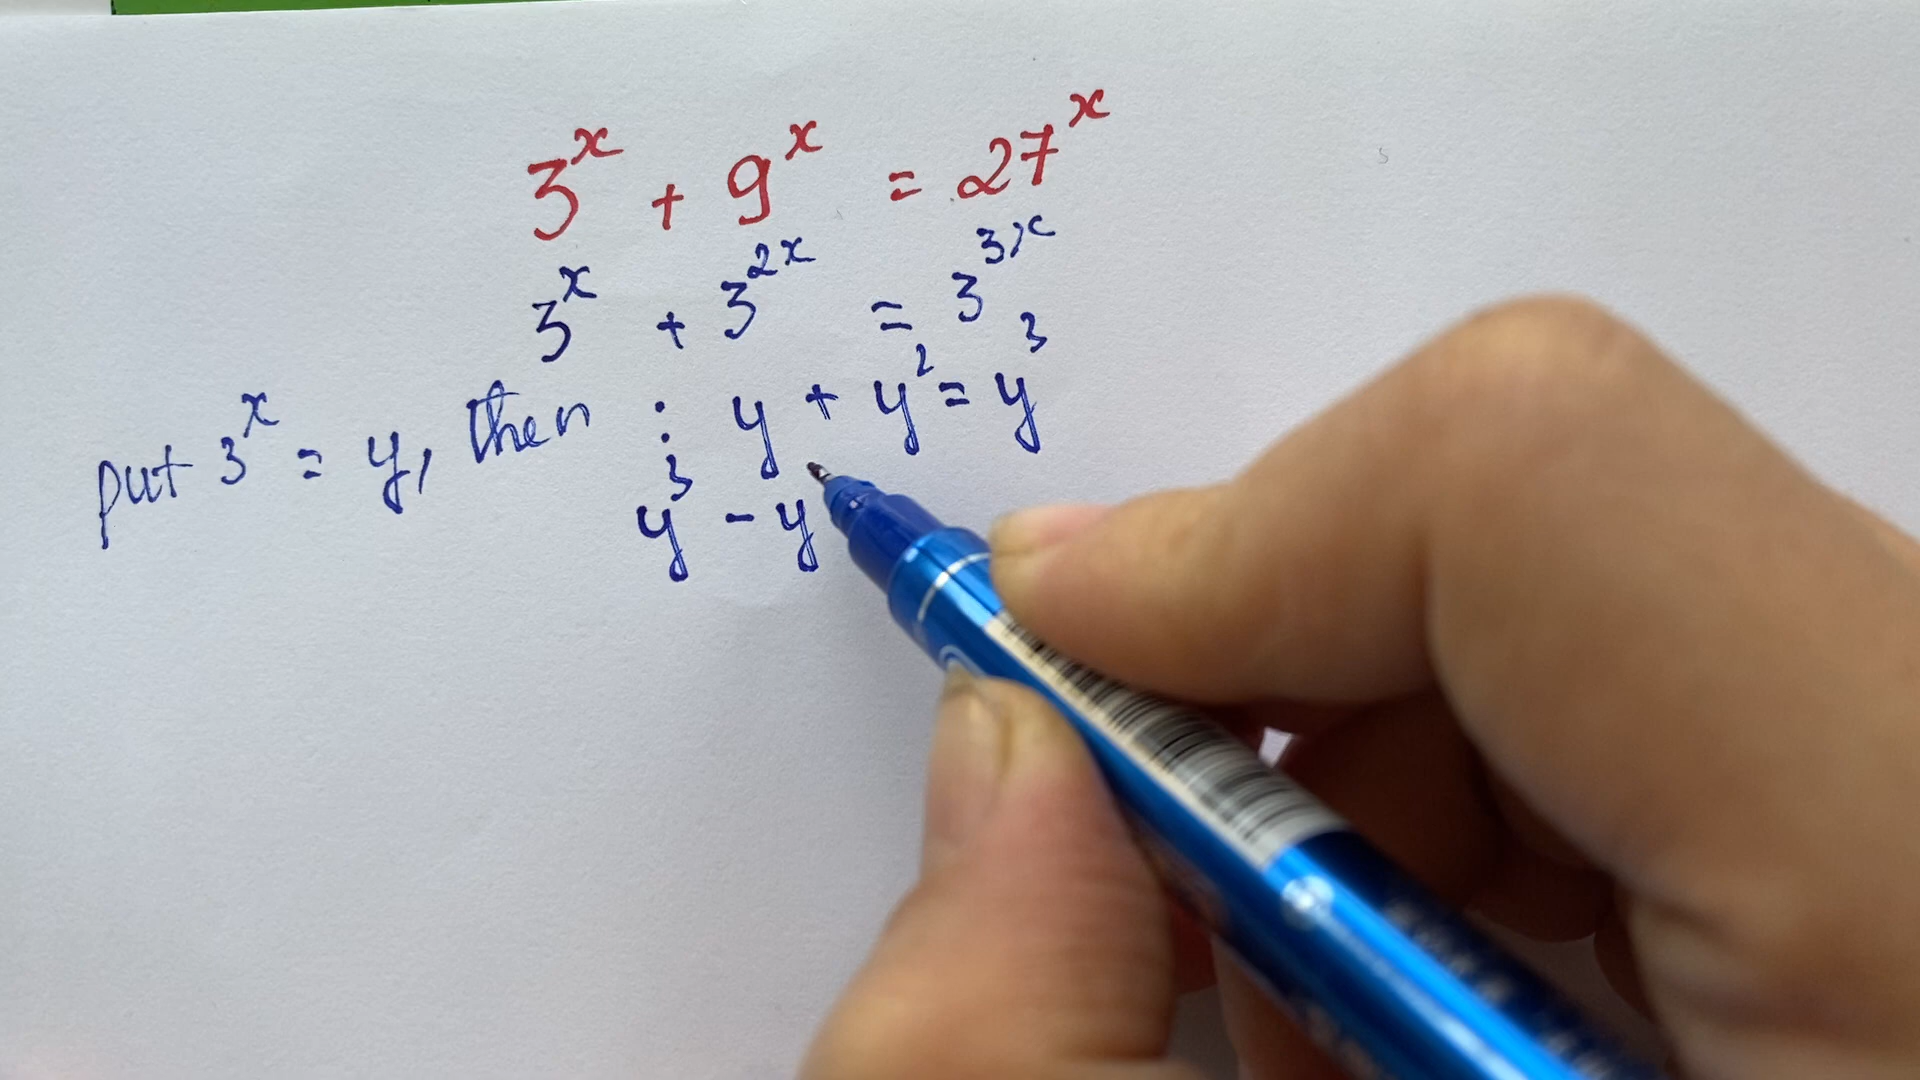 3^x + 9^x = 27^x
3^x + 3^2x = 3^3x
put 3^x = y, then : y + y^2 = y^3
y^3 - y